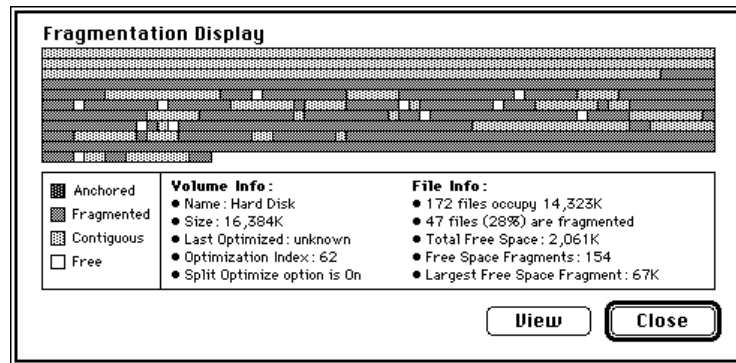 Fragmentation Display
Anchored
Fragmented
Contiguous
Free
Volume Info:
● Name: Hard Disk
● Size: 16,384K
● Last Optimized: unknown
● Optimization Index: 62
● Split Optimize option is On
File Info:
● 172 files occupy 14,323K
● 47 files (28%) are fragmented
● Total Free Space: 2,061K
● Free Space Fragments: 154
● Largest Free Space Fragment: 67K
View
Close